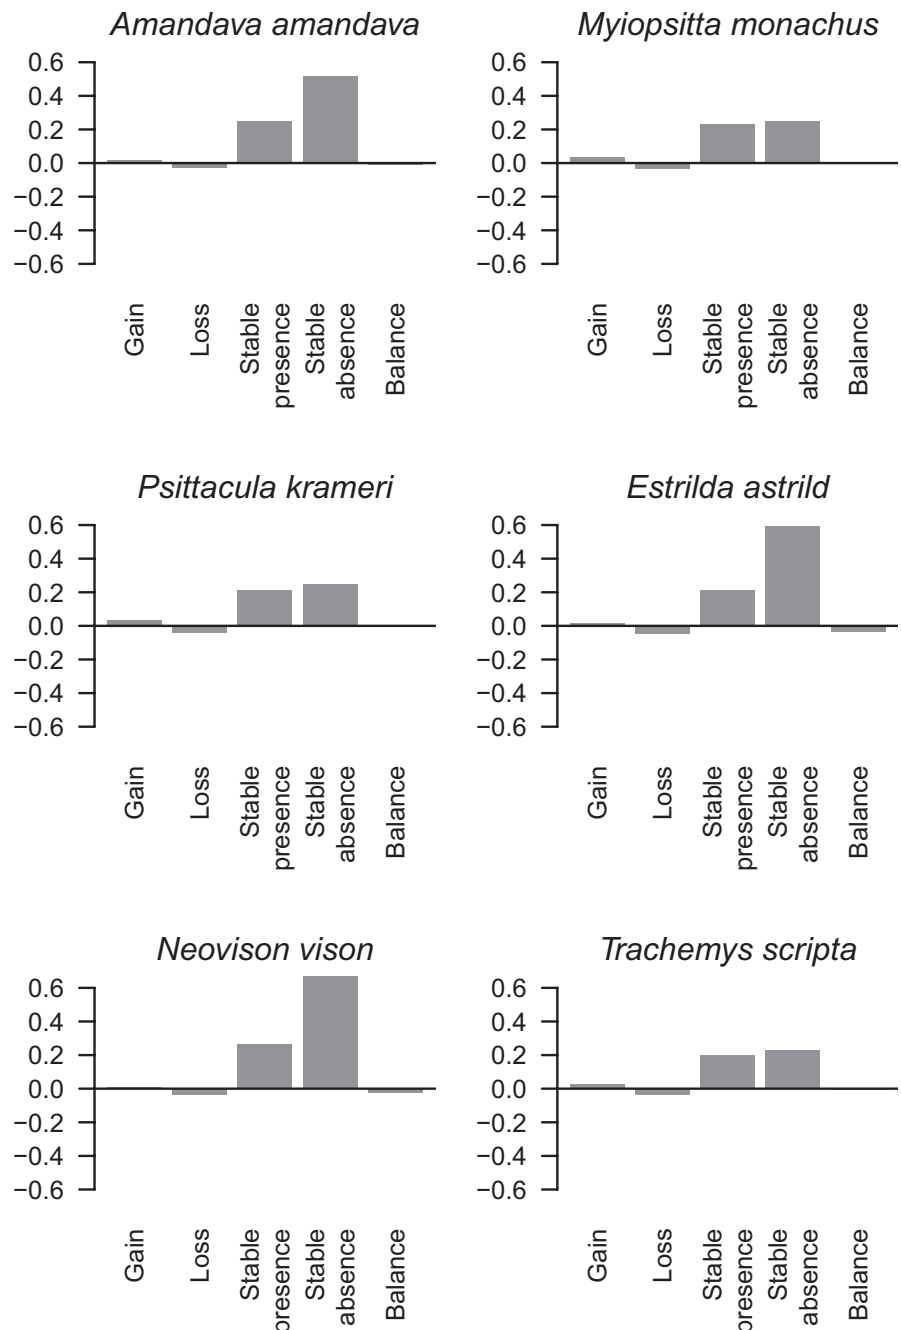 Amandava amandava
0.6
0.4
0.2
0.0
−0.2
−0.4
−0.6
Gain
Loss
Stable
presence
Stable
absence
Balance
Myiopsitta monachus
0.6
0.4
0.2
0.0
−0.2
−0.4
−0.6
Gain
Loss
Stable
presence
Stable
absence
Balance
Psittacula krameri
0.6
0.4
0.2
0.0
−0.2
−0.4
−0.6
Gain
Loss
Stable
presence
Stable
absence
Balance
Estrilda astrild
0.6
0.4
0.2
0.0
−0.2
−0.4
−0.6
Gain
Loss
Stable
presence
Stable
absence
Balance
Neovison vison
0.6
0.4
0.2
0.0
−0.2
−0.4
−0.6
Gain
Loss
Stable
presence
Stable
absence
Balance
Trachemys scripta
0.6
0.4
0.2
0.0
−0.2
−0.4
−0.6
Gain
Loss
Stable
presence
Stable
absence
Balance